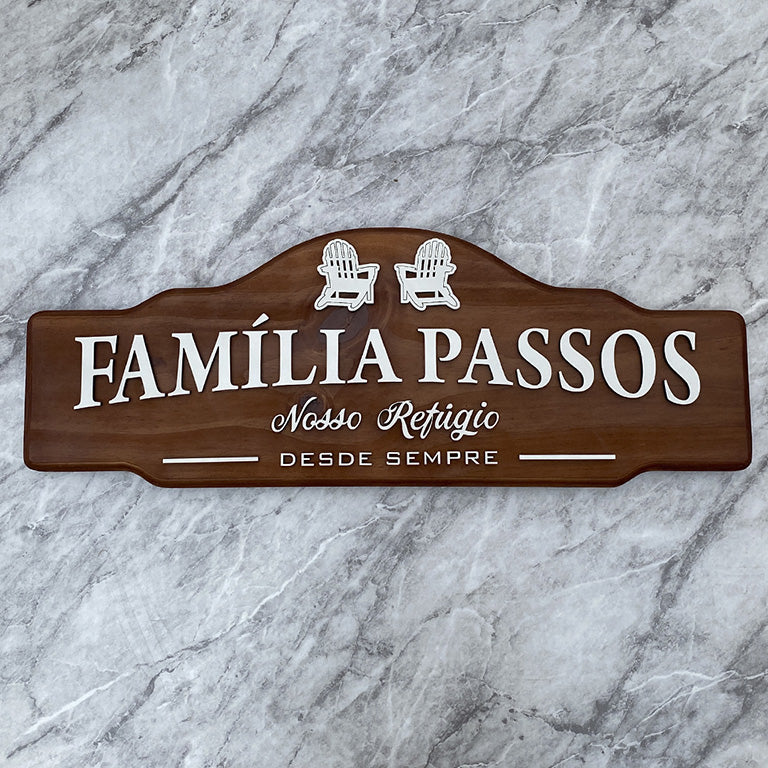 FAMÍLIA PASSOS
Nosso Refúgio
DESDE SEMPRE